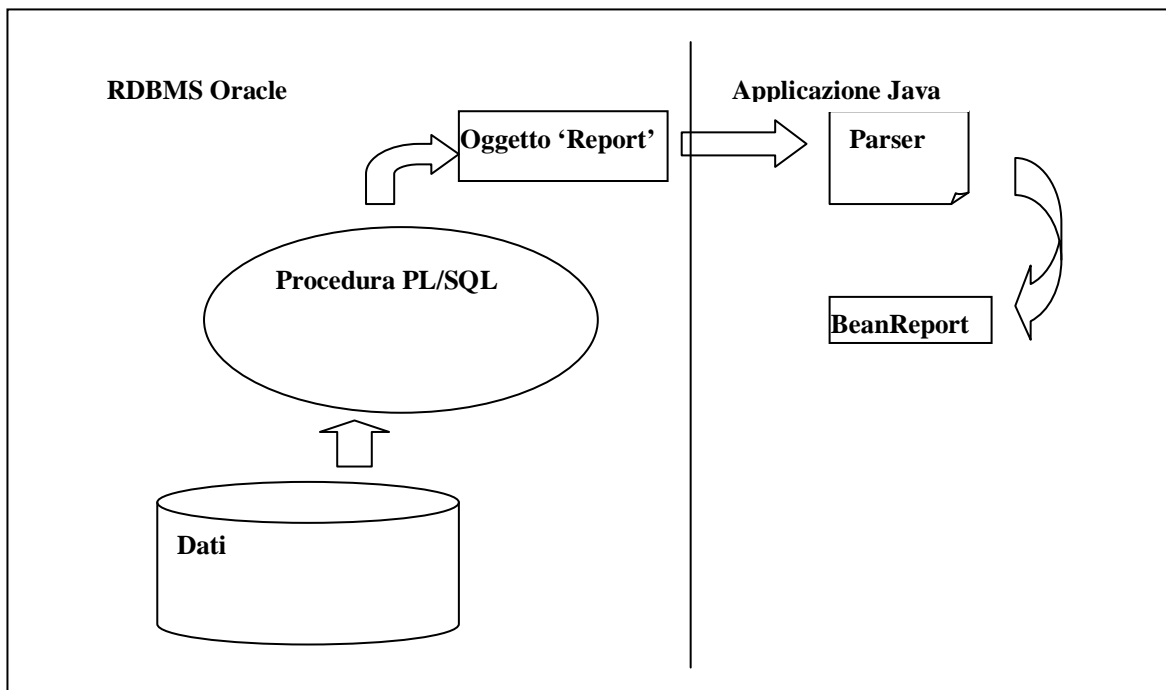 RDBMS Oracle
Applicazione Java
Oggetto ‘Report’
Parser
Procedura PL/SQL
BeanReport
Dati